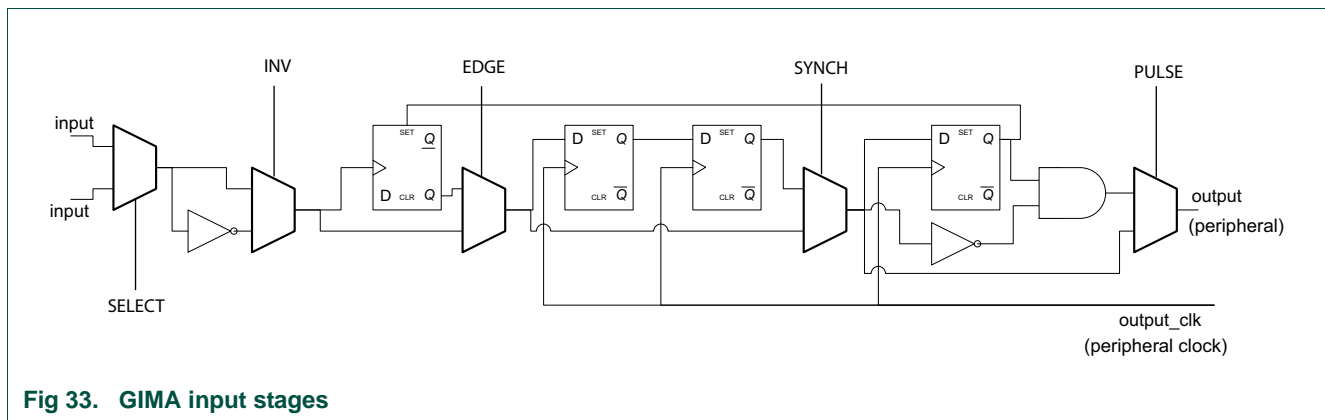 INV
EDGE
SYNCH
PULSE
input
input
SELECT
SET
Q
Q
D
CLR
Q
D
SET
Q
CLR
Q
D
SET
Q
CLR
Q
D
SET
Q
CLR
Q
output
(peripheral)
output_clk
(peripheral clock)
Fig 33. GIMA input stages